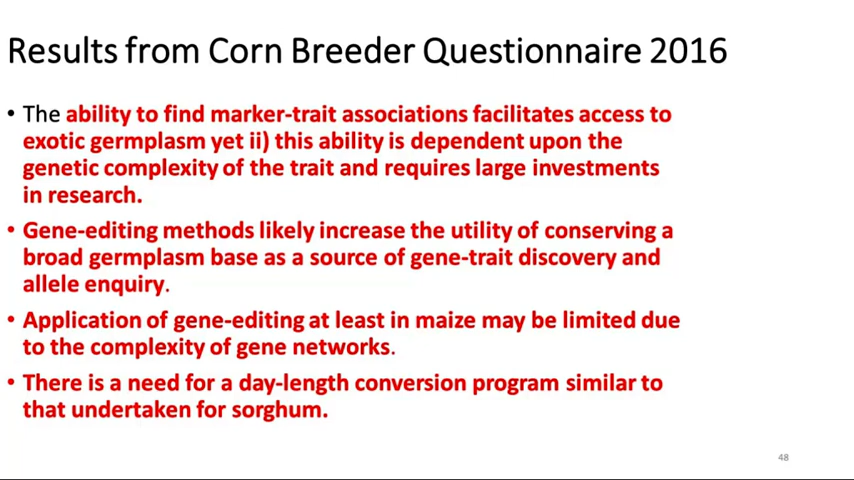 Results from Corn Breeder Questionnaire 2016
• The ability to find marker-trait associations facilitates access to
exotic germplasm yet ii) this ability is dependent upon the
genetic complexity of the trait and requires large investments
in research.
• Gene-editing methods likely increase the utility of conserving a
broad germplasm base as a source of gene-trait discovery and
allele enquiry.
• Application of gene-editing at least in maize may be limited due
to the complexity of gene networks.
• There is a need for a day-length conversion program similar to
that undertaken for sorghum.
48